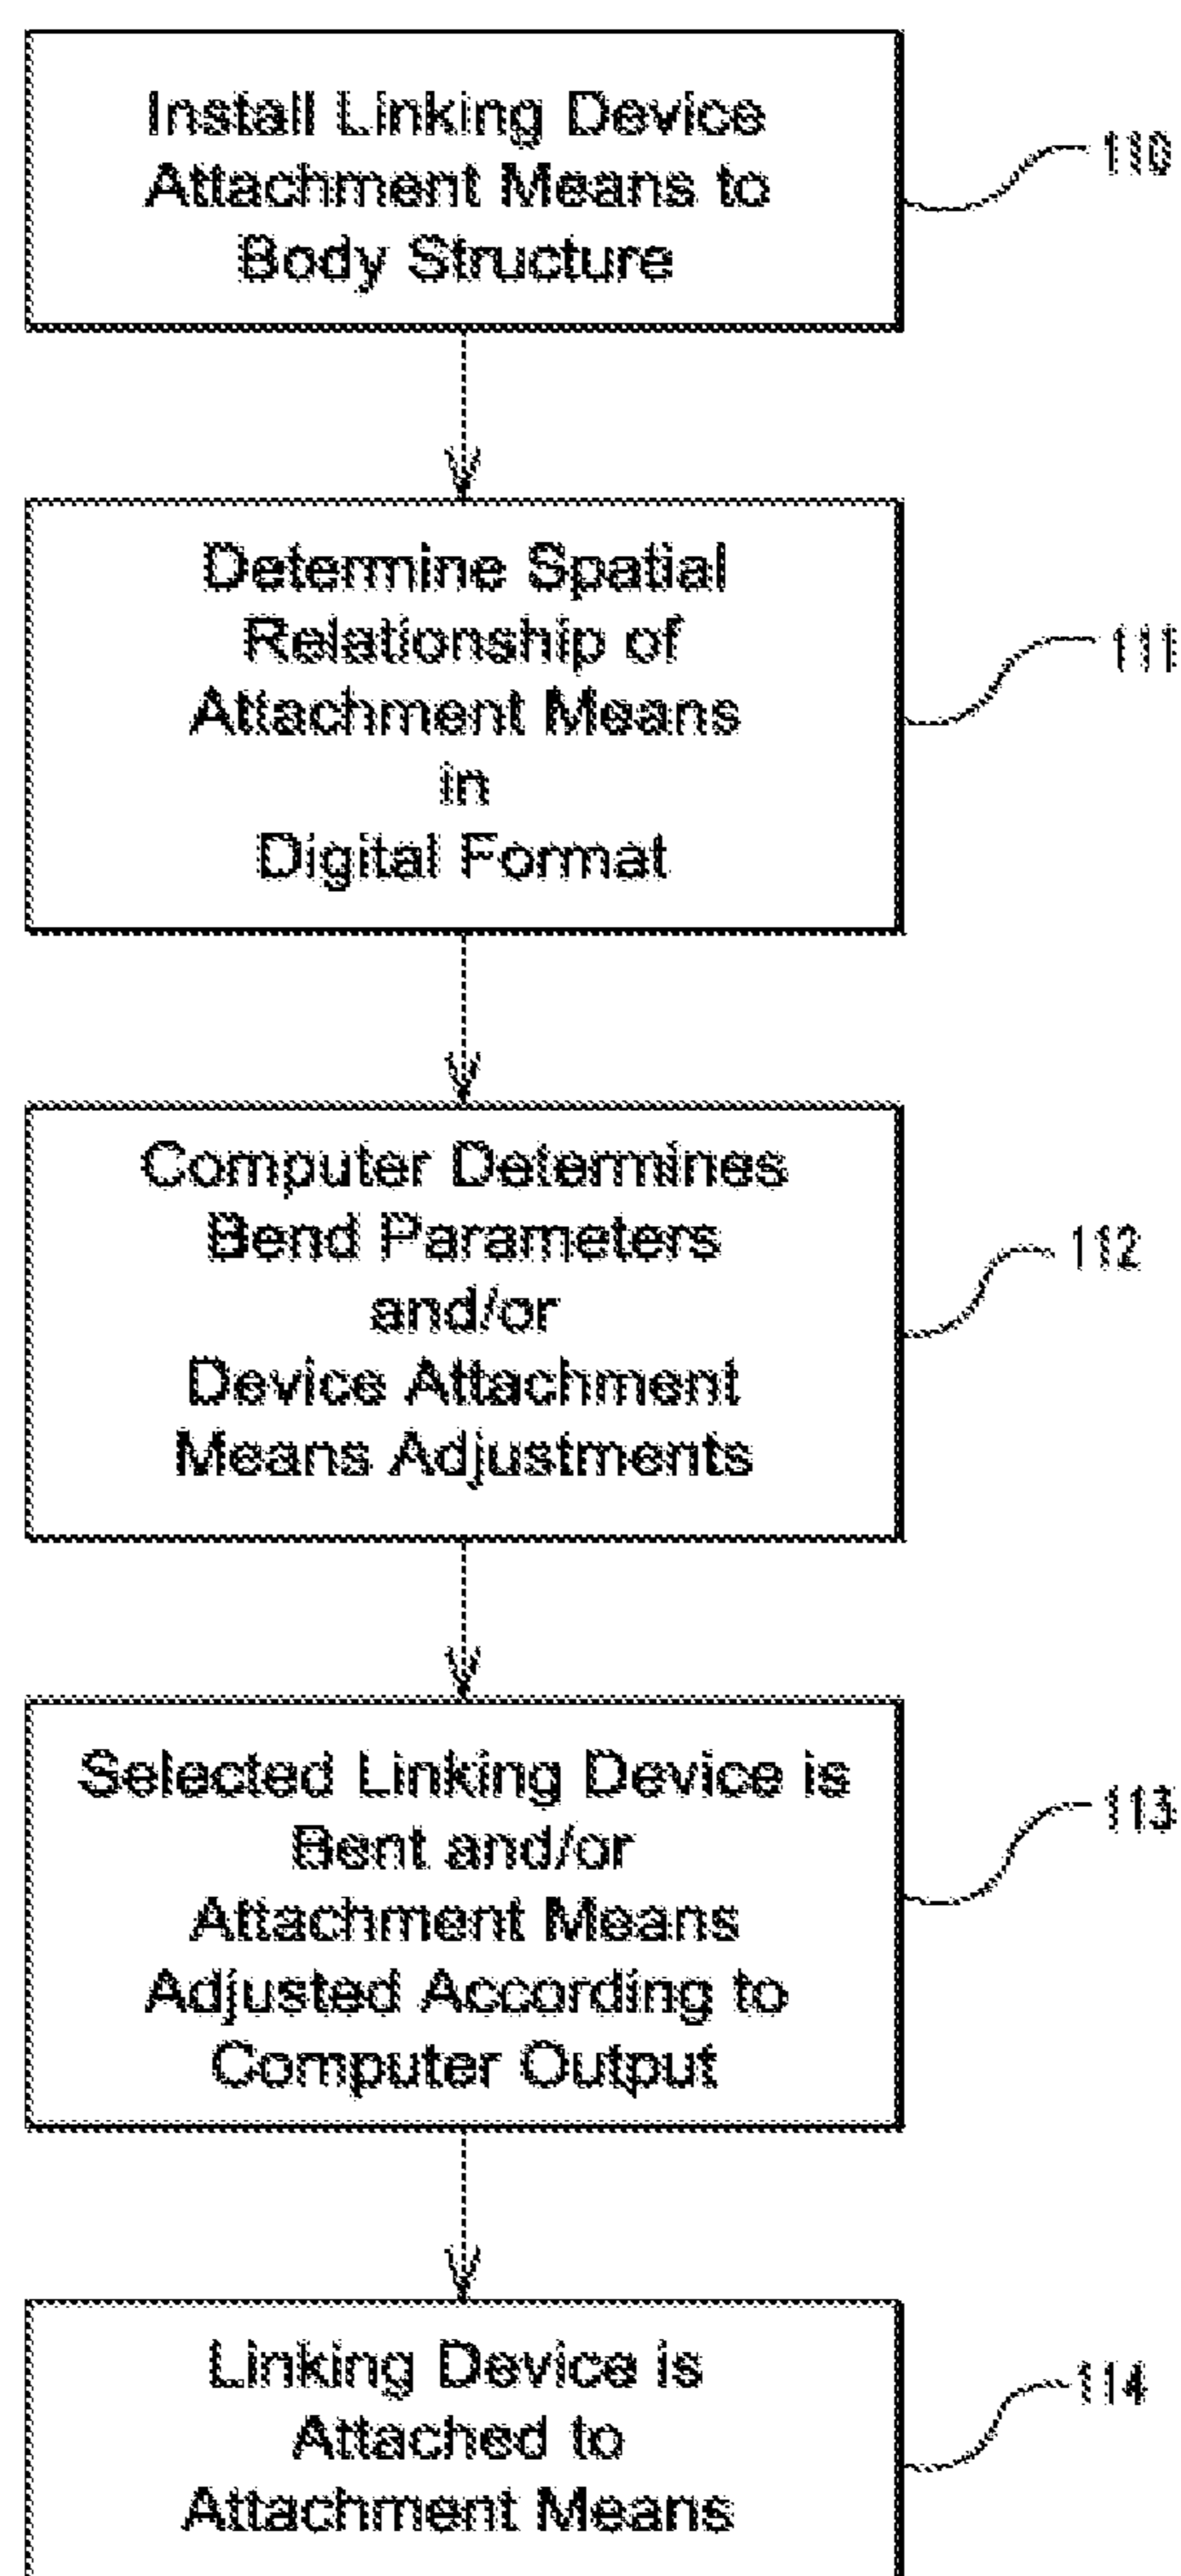 Install Linking Device
Attachment Means to
Body Structure
110
Determine Spatial
Relationship of
Attachment Means
in
Digital Format
111
Computer Determines
Bend Parameters
and/or
Device Attachment
Means Adjustments
112
Selected Linking Device is
Bent and/or
Attachment Means
Adjusted According to
Computer Output
113
Linking Device is
Attached to
Attachment Means
114